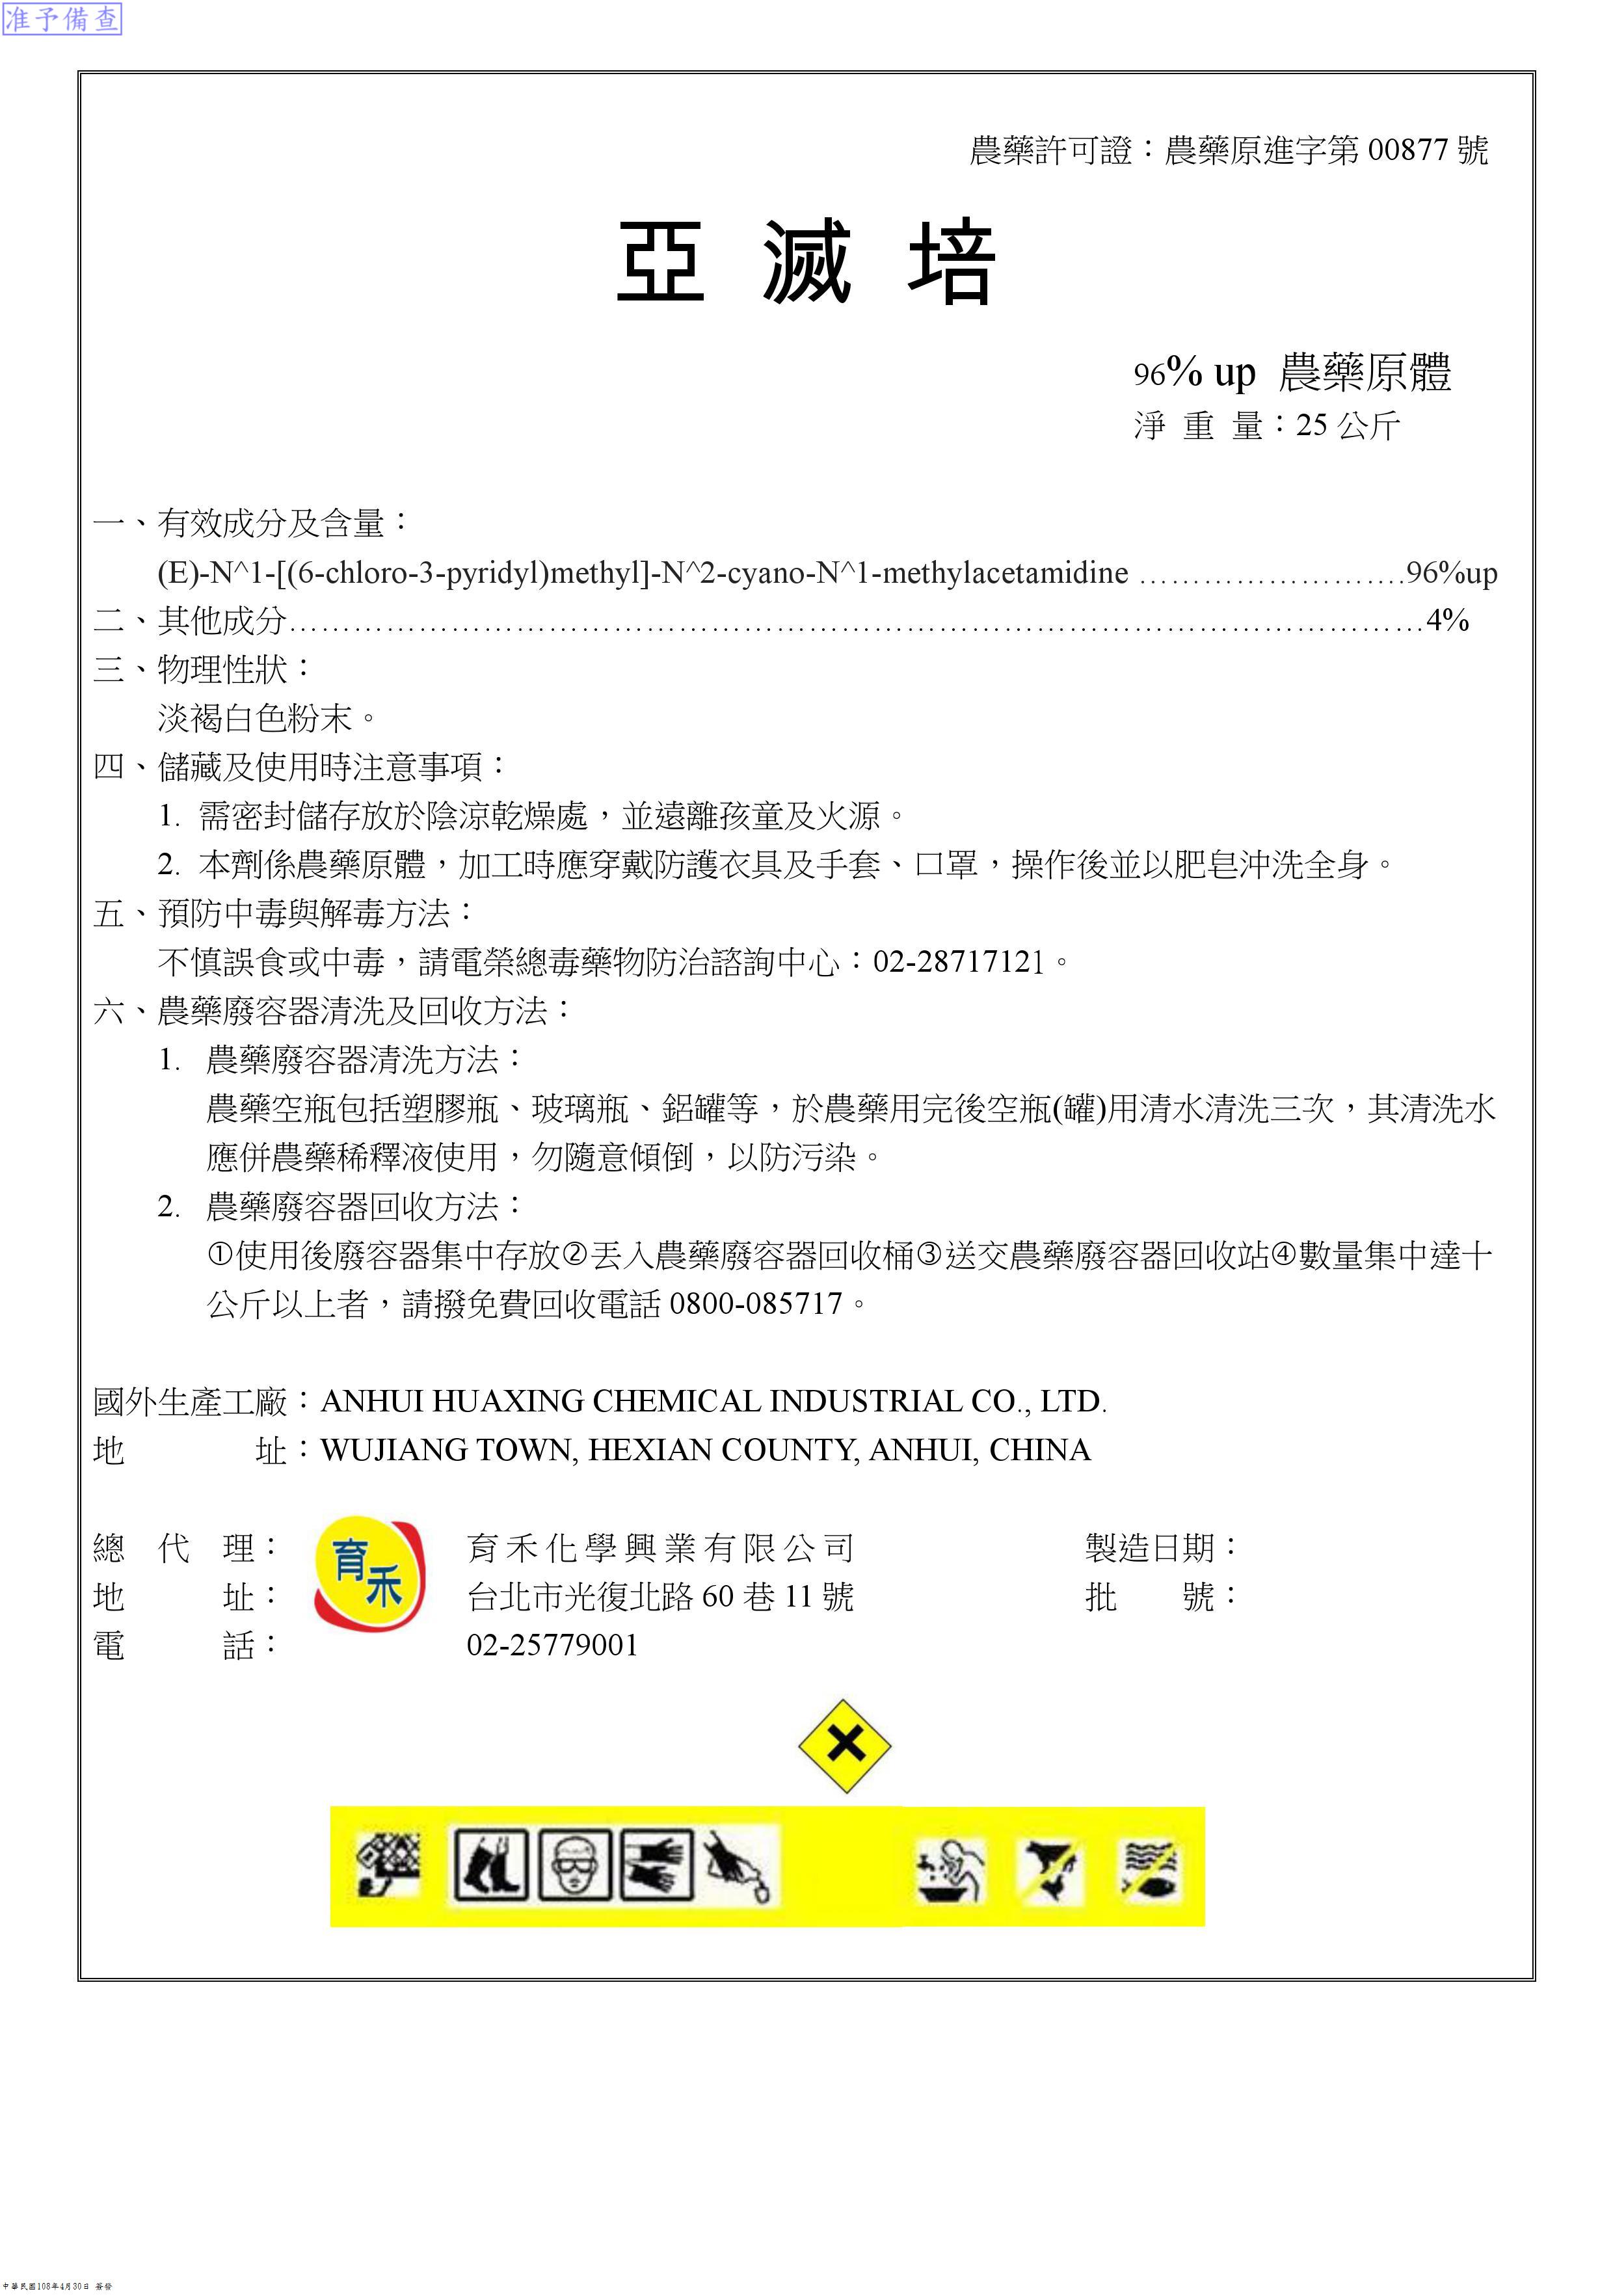 准予備查
農藥許可證：農藥原進字第 00877 號
亞滅培
96% up 農藥原體
淨 重 量：25 公斤
一、有效成分及含量：
(E)-N^1-[(6-chloro-3-pyridyl)methyl]-N^2-cyano-N^1-methylacetamidine ……………………96%up
二、其他成分……………………………………………………………………………………………4%
三、物理性狀：
淡褐白色粉末。
四、儲藏及使用時注意事項：
1. 需密封儲存放於陰涼乾燥處，並遠離孩童及火源。
2. 本劑係農藥原體，加工時應穿戴防護衣具及手套、口罩，操作後並以肥皂沖洗全身。
五、預防中毒與解毒方法：
不慎誤食或中毒，請電榮總毒藥物防治諮詢中心：02-28717121。
六、農藥廢容器清洗及回收方法：
1. 農藥廢容器清洗方法：
農藥空瓶包括塑膠瓶、玻璃瓶、鋁罐等，於農藥用完後空瓶(罐)用清水清洗三次，其清洗水
應併農藥稀釋液使用，勿隨意傾倒，以防污染。
2. 農藥廢容器回收方法：
①使用後廢容器集中存放②丟入農藥廢容器回收桶③送交農藥廢容器回收站④數量集中達十
公斤以上者，請撥免費回收電話 0800-085717。
國外生產工廠：ANHUI HUAXING CHEMICAL INDUSTRIAL CO., LTD.
地　　　　址：WUJIANG TOWN, HEXIAN COUNTY, ANHUI, CHINA
總　代　理： 育禾 育禾化學興業有限公司 製造日期：
地　　　址： 台北市光復北路 60 巷 11 號 批　　號：
電　　　話： 02-25779001
中華民國108年4月30日 簽發